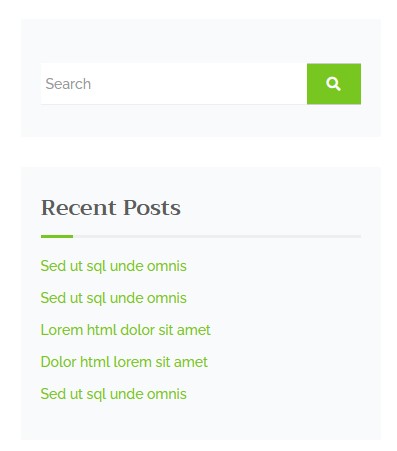 Search
Recent Posts
Sed ut sql unde omnis
Sed ut sql unde omnis
Lorem html dolor sit amet
Dolor html lorem sit amet
Sed ut sql unde omnis